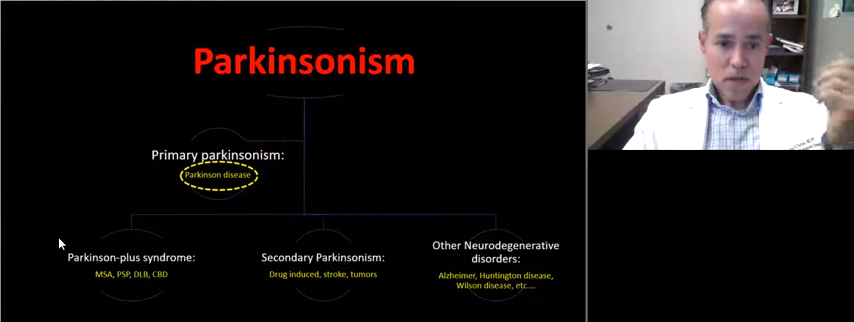 Parkinsonism
Primary parkinsonism:
Parkinson disease
Parkinson-plus syndrome:
MSA, PSP, DLB, CBD
Secondary Parkinsonism:
Drug induced, stroke, tumors
Other Neurodegenerative
disorders:
Alzheimer, Huntington disease,
Wilson disease, etc....